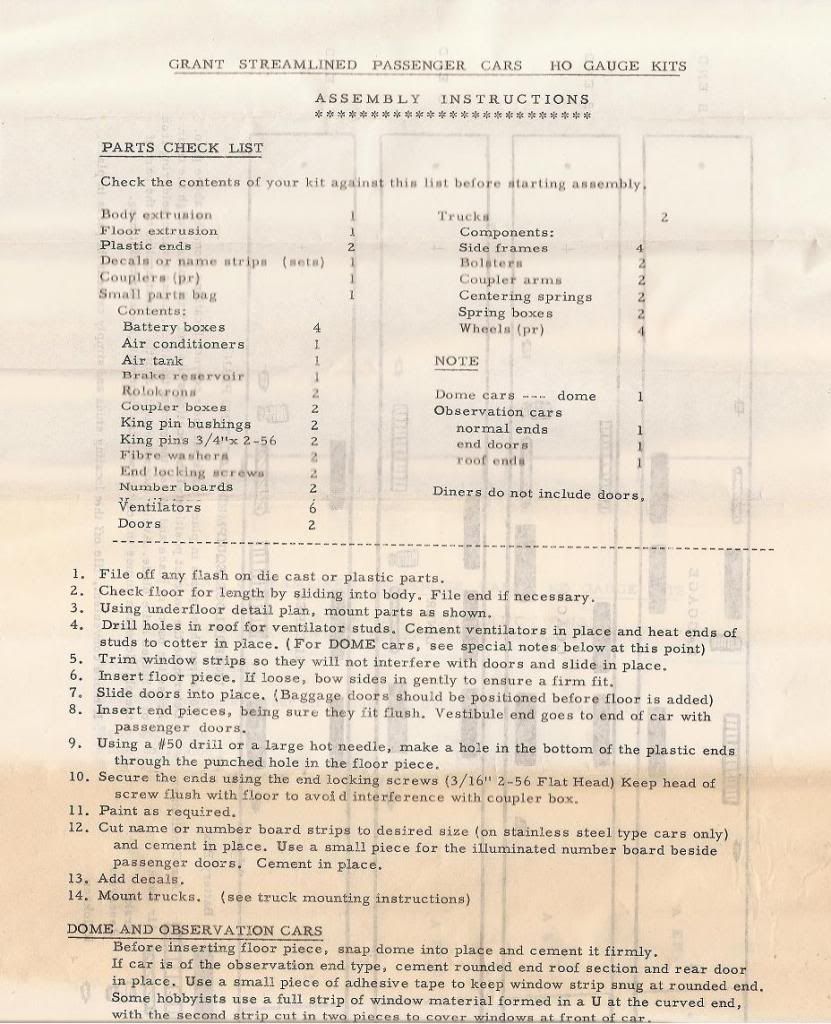 GRANT STREAMLINED PASSENGER CARS HO GAUGE KITS
ASSEMBLY INSTRUCTIONS
*************************
PARTS CHECK LIST
Check the contents of your kit against this list before starting assembly.
Body extrusion 1
Floor extrusion 1
Plastic ends 2
Decals or name strips (sets) 1
Couplers (pr) 1
Small parts bag 1
Contents:
Battery boxes 4
Air conditioners 1
Air tank 1
Brake reservoir 1
Rolokrons 2
Coupler boxes 2
King pin bushings 2
King pins 3/4"x 2-56 2
Fibre washers 2
End locking screws 2
Number boards 2
Ventilators 6
Doors 2
Trucks 2
Components:
Side frames 4
Bolsters 2
Coupler arms 2
Centering springs 2
Spring boxes 2
Wheels (pr) 4
NOTE
Dome cars --- dome 1
Observation cars
normal ends 1
end doors 1
roof ends 1
Diners do not include doors.
1. File off any flash on die cast or plastic parts.
2. Check floor for length by sliding into body. File end if necessary.
3. Using underfloor detail plan, mount parts as shown.
4. Drill holes in roof for ventilator studs. Cement ventilators in place and heat ends of
studs to cotter in place. (For DOME cars, see special notes below at this point)
5. Trim window strips so they will not interfere with doors and slide in place.
6. Insert floor piece. If loose, bow sides in gently to ensure a firm fit.
7. Slide doors into place. (Baggage doors should be positioned before floor is added)
8. Insert end pieces, being sure they fit flush. Vestibule end goes to end of car with
passenger doors.
9. Using a #50 drill or a large hot needle, make a hole in the bottom of the plastic ends
through the punched hole in the floor piece.
10. Secure the ends using the end locking screws (3/16" 2-56 Flat Head) Keep head of
screw flush with floor to avoid interference with coupler box.
11. Paint as required.
12. Cut name or number board strips to desired size (on stainless steel type cars only)
and cement in place. Use a small piece for the illuminated number board beside
passenger doors. Cement in place.
13. Add decals.
14. Mount trucks. (see truck mounting instructions)
DOME AND OBSERVATION CARS
Before inserting floor piece, snap dome into place and cement it firmly.
If car is of the observation end type, cement rounded end roof section and rear door
in place. Use a small piece of adhesive tape to keep window strip snug at rounded end.
Some hobbyists use a full strip of window material formed in a U at the curved end,
with the second strip cut in two pieces to cover windows at front of car.